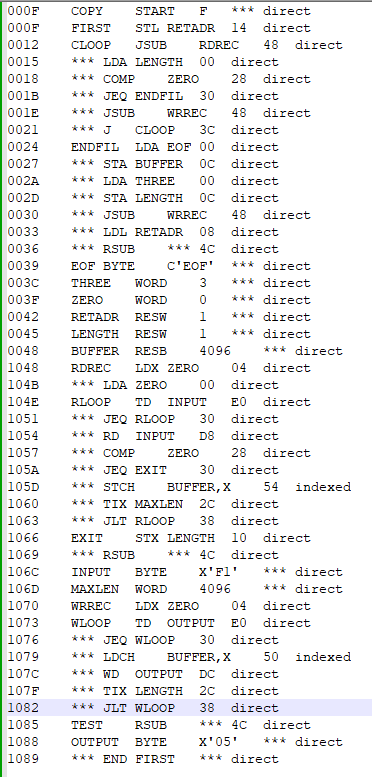 000F COPY START F *** direct
000F FIRST STL RETADR 14 direct
0012 CLOOP JSUB RDREC 48 direct
0015 *** LDA LENGTH 00 direct
0018 *** COMP ZERO 28 direct
001B *** JEQ ENDFIL 30 direct
001E *** JSUB WRREC 48 direct
0021 *** J CLOOP 3C direct
0024 ENDFIL LDA EOF 00 direct
0027 *** STA BUFFER 0C direct
002A *** LDA THREE 00 direct
002D *** STA LENGTH 0C direct
0030 *** JSUB WRREC 48 direct
0033 *** LDL RETADR 08 direct
0036 *** RSUB *** 4C direct
0039 EOF BYTE C'EOF' *** direct
003C THREE WORD 3 *** direct
003F ZERO WORD 0 *** direct
0042 RETADR RESW 1 *** direct
0045 LENGTH RESW 1 *** direct
0048 BUFFER RESB 4096 *** direct
1048 RDREC LDX ZERO 04 direct
104B *** LDA ZERO 00 direct
104E RLOOP TD INPUT E0 direct
1051 *** JEQ RLOOP 30 direct
1054 *** RD INPUT D8 direct
1057 *** COMP ZERO 28 direct
105A *** JEQ EXIT 30 direct
105D *** STCH BUFFER,X 54 indexed
1060 *** TIX MAXLEN 2C direct
1063 *** JLT RLOOP 38 direct
1066 EXIT STX LENGTH 10 direct
1069 *** RSUB *** 4C direct
106C INPUT BYTE X'F1' *** direct
106D MAXLEN WORD 4096 *** direct
1070 WRREC LDX ZERO 04 direct
1073 WLOOP TD OUTPUT E0 direct
1076 *** JEQ WLOOP 30 direct
1079 *** LDCH BUFFER,X 50 indexed
107C *** WD OUTPUT DC direct
107F *** TIX LENGTH 2C direct
1082 *** JLT WLOOP 38 direct
1085 TEST RSUB *** 4C direct
1088 OUTPUT BYTE X'05' *** direct
1089 *** END FIRST *** direct